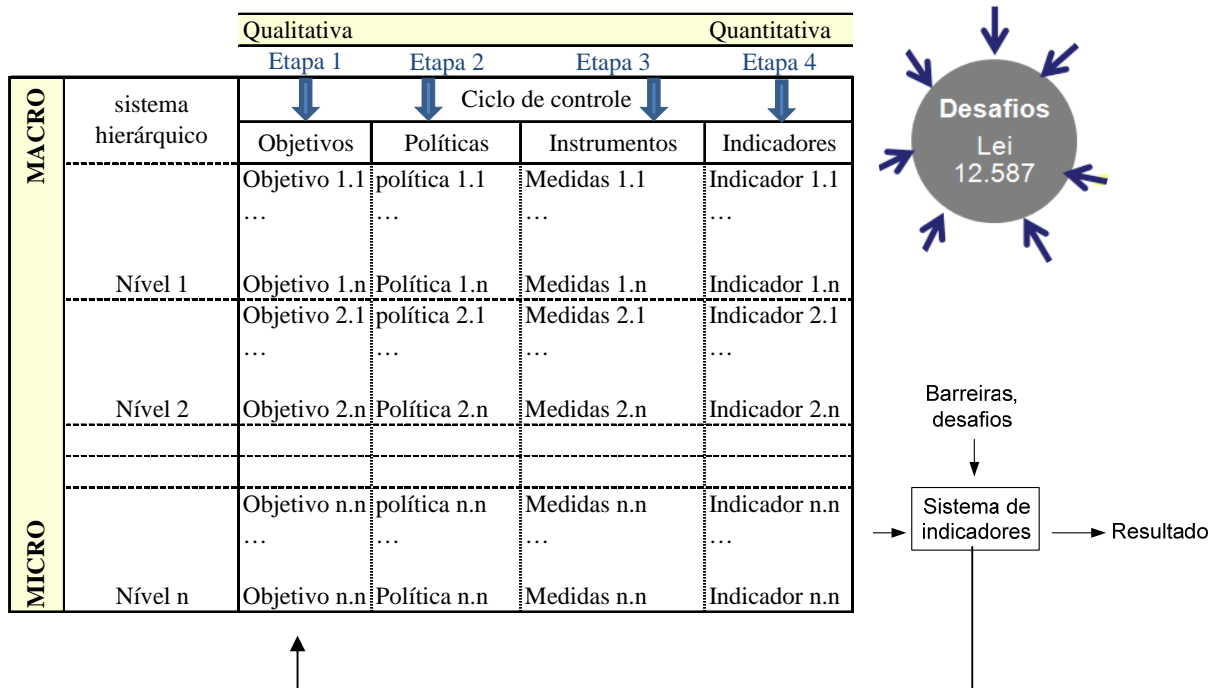 Qualitativa Quantitativa
Etapa 1 Etapa 2 Etapa 3 Etapa 4
MACRO
sistema
hierárquico
Ciclo de controle
Objetivos Políticas Instrumentos Indicadores
Objetivo 1.1 política 1.1 Medidas 1.1 Indicador 1.1
… … … …
Nível 1 Objetivo 1.n Política 1.n Medidas 1.n Indicador 1.n
Objetivo 2.1 política 2.1 Medidas 2.1 Indicador 2.1
… … … …
Nível 2 Objetivo 2.n Política 2.n Medidas 2.n Indicador 2.n
MICRO
Objetivo n.n política n.n Medidas n.n Indicador n.n
… … … …
Nível n Objetivo n.n Política n.n Medidas n.n Indicador n.n
Desafios
Lei
12.587
Barreiras,
desafios
Sistema de
indicadores
Resultado